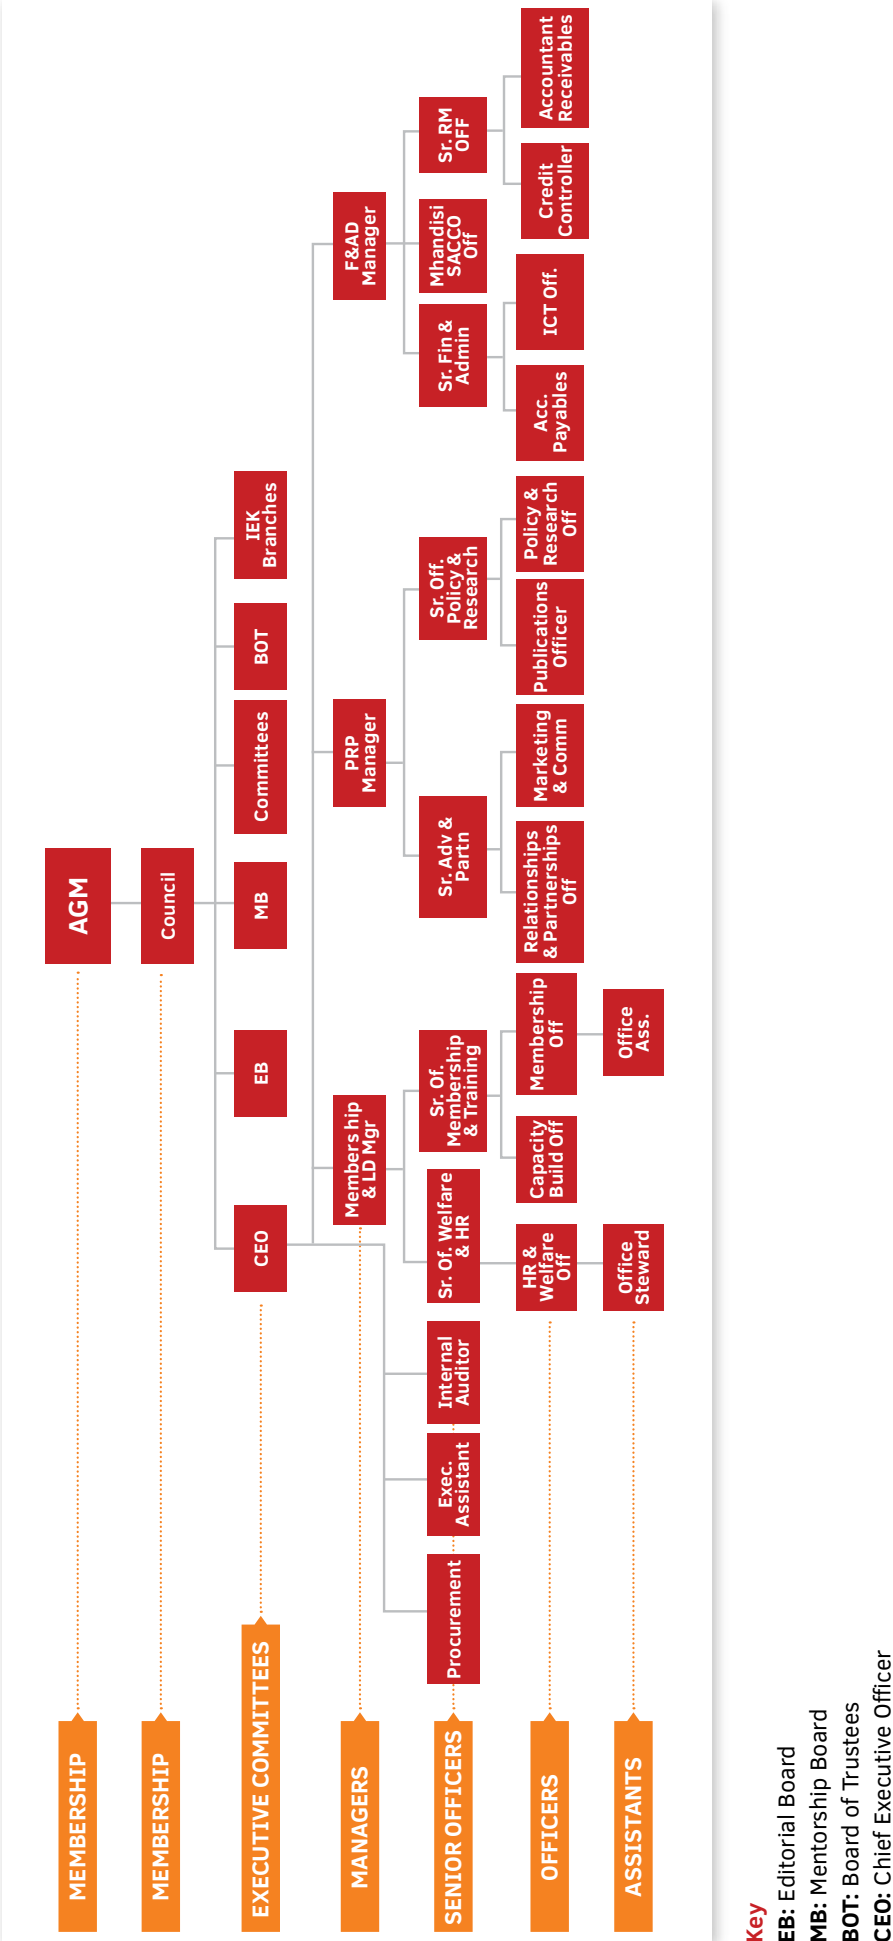 MEMBERSHIP
AGM
MEMBERSHIP
Council
EXECUTIVE COMMITTEES
CEO
EB
MB
Committees
BOT
IEK
Branches
MANAGERS
Members hip
& LD Mgr
PRP
Manager
F&AD
Manager
SENIOR OFFICERS
Procurement
Exec.
Assistant
Internal
Auditor
Sr. Of. Welfare
& HR
Sr. Of.
Membership
& Training
Sr. Adv &
Partn
Sr. Off.
Policy &
Research
Sr. Fin &
Admin
Mhandisi
SACCO
Off
Sr. RM
OFF
OFFICERS
HR &
Welfare
Off
Capacity
Build Off
Membership
Off
Relationships
& Partnerships
Off
Marketing
& Comm
Publications
Officer
Policy &
Research
Off
Acc.
Payables
ICT Off.
Credit
Controller
Accountant
Receivables
ASSISTANTS
Office
Steward
Office
Ass.
Key
EB: Editorial Board
MB: Mentorship Board
BOT: Board of Trustees
CEO: Chief Executive Officer